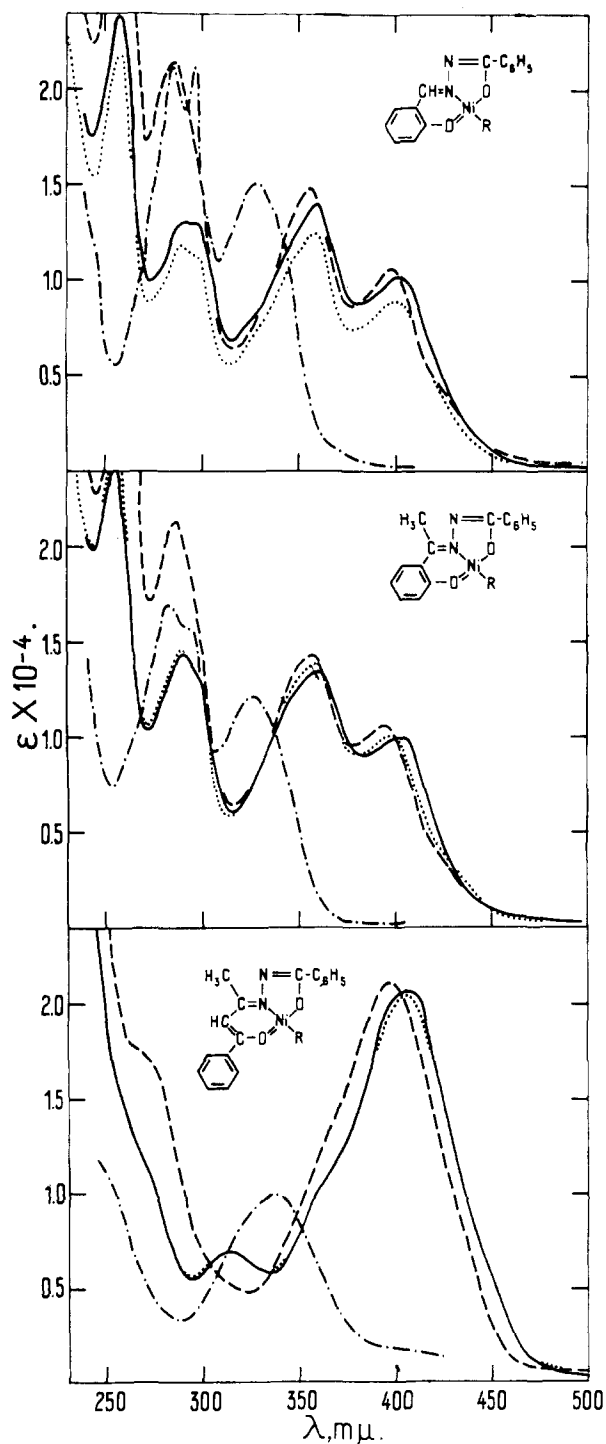 2.0
1.5
1.0
0.5
N C-C6H5
CH=N O
Ni
O R
2.0
1.5
1.0
0.5
H3C N C-C6H5
C=N O
Ni
O R
ε X 10-4.
2.0
1.5
1.0
0.5
H3C N C-C6H5
C=N O
HC Ni
C-O R
250 300 350 400 450 500
λ, mμ.